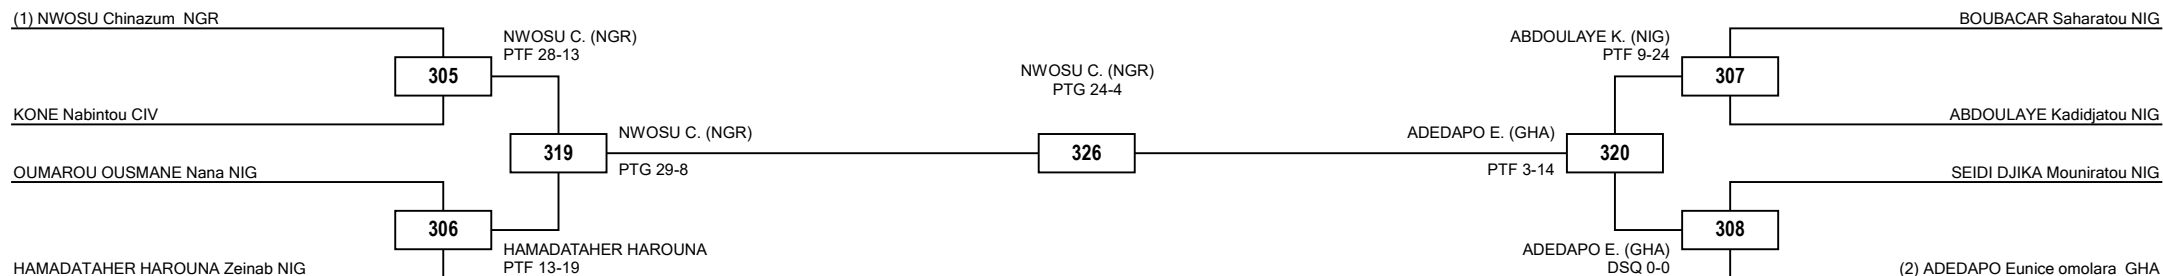 (1) NWOSU Chinazum NGR
BOUBACAR Saharatou NIG
NWOSU C. (NGR)
PTF 28-13
ABDOULAYE K. (NIG)
PTF 9-24
305
NWOSU C. (NGR)
PTG 24-4
307
KONE Nabintou CIV
ABDOULAYE Kadidjatou NIG
NWOSU C. (NGR)
ADEDAPO E. (GHA)
319
326
320
PTG 29-8
PTF 3-14
OUMAROU OUSMANE Nana NIG
SEIDI DJIKA Mouniratou NIG
306
308
HAMADATAHER HAROUNA
PTF 13-19
ADEDAPO E. (GHA)
DSQ 0-0
HAMADATAHER HAROUNA Zeinab NIG
(2) ADEDAPO Eunice omolara GHA